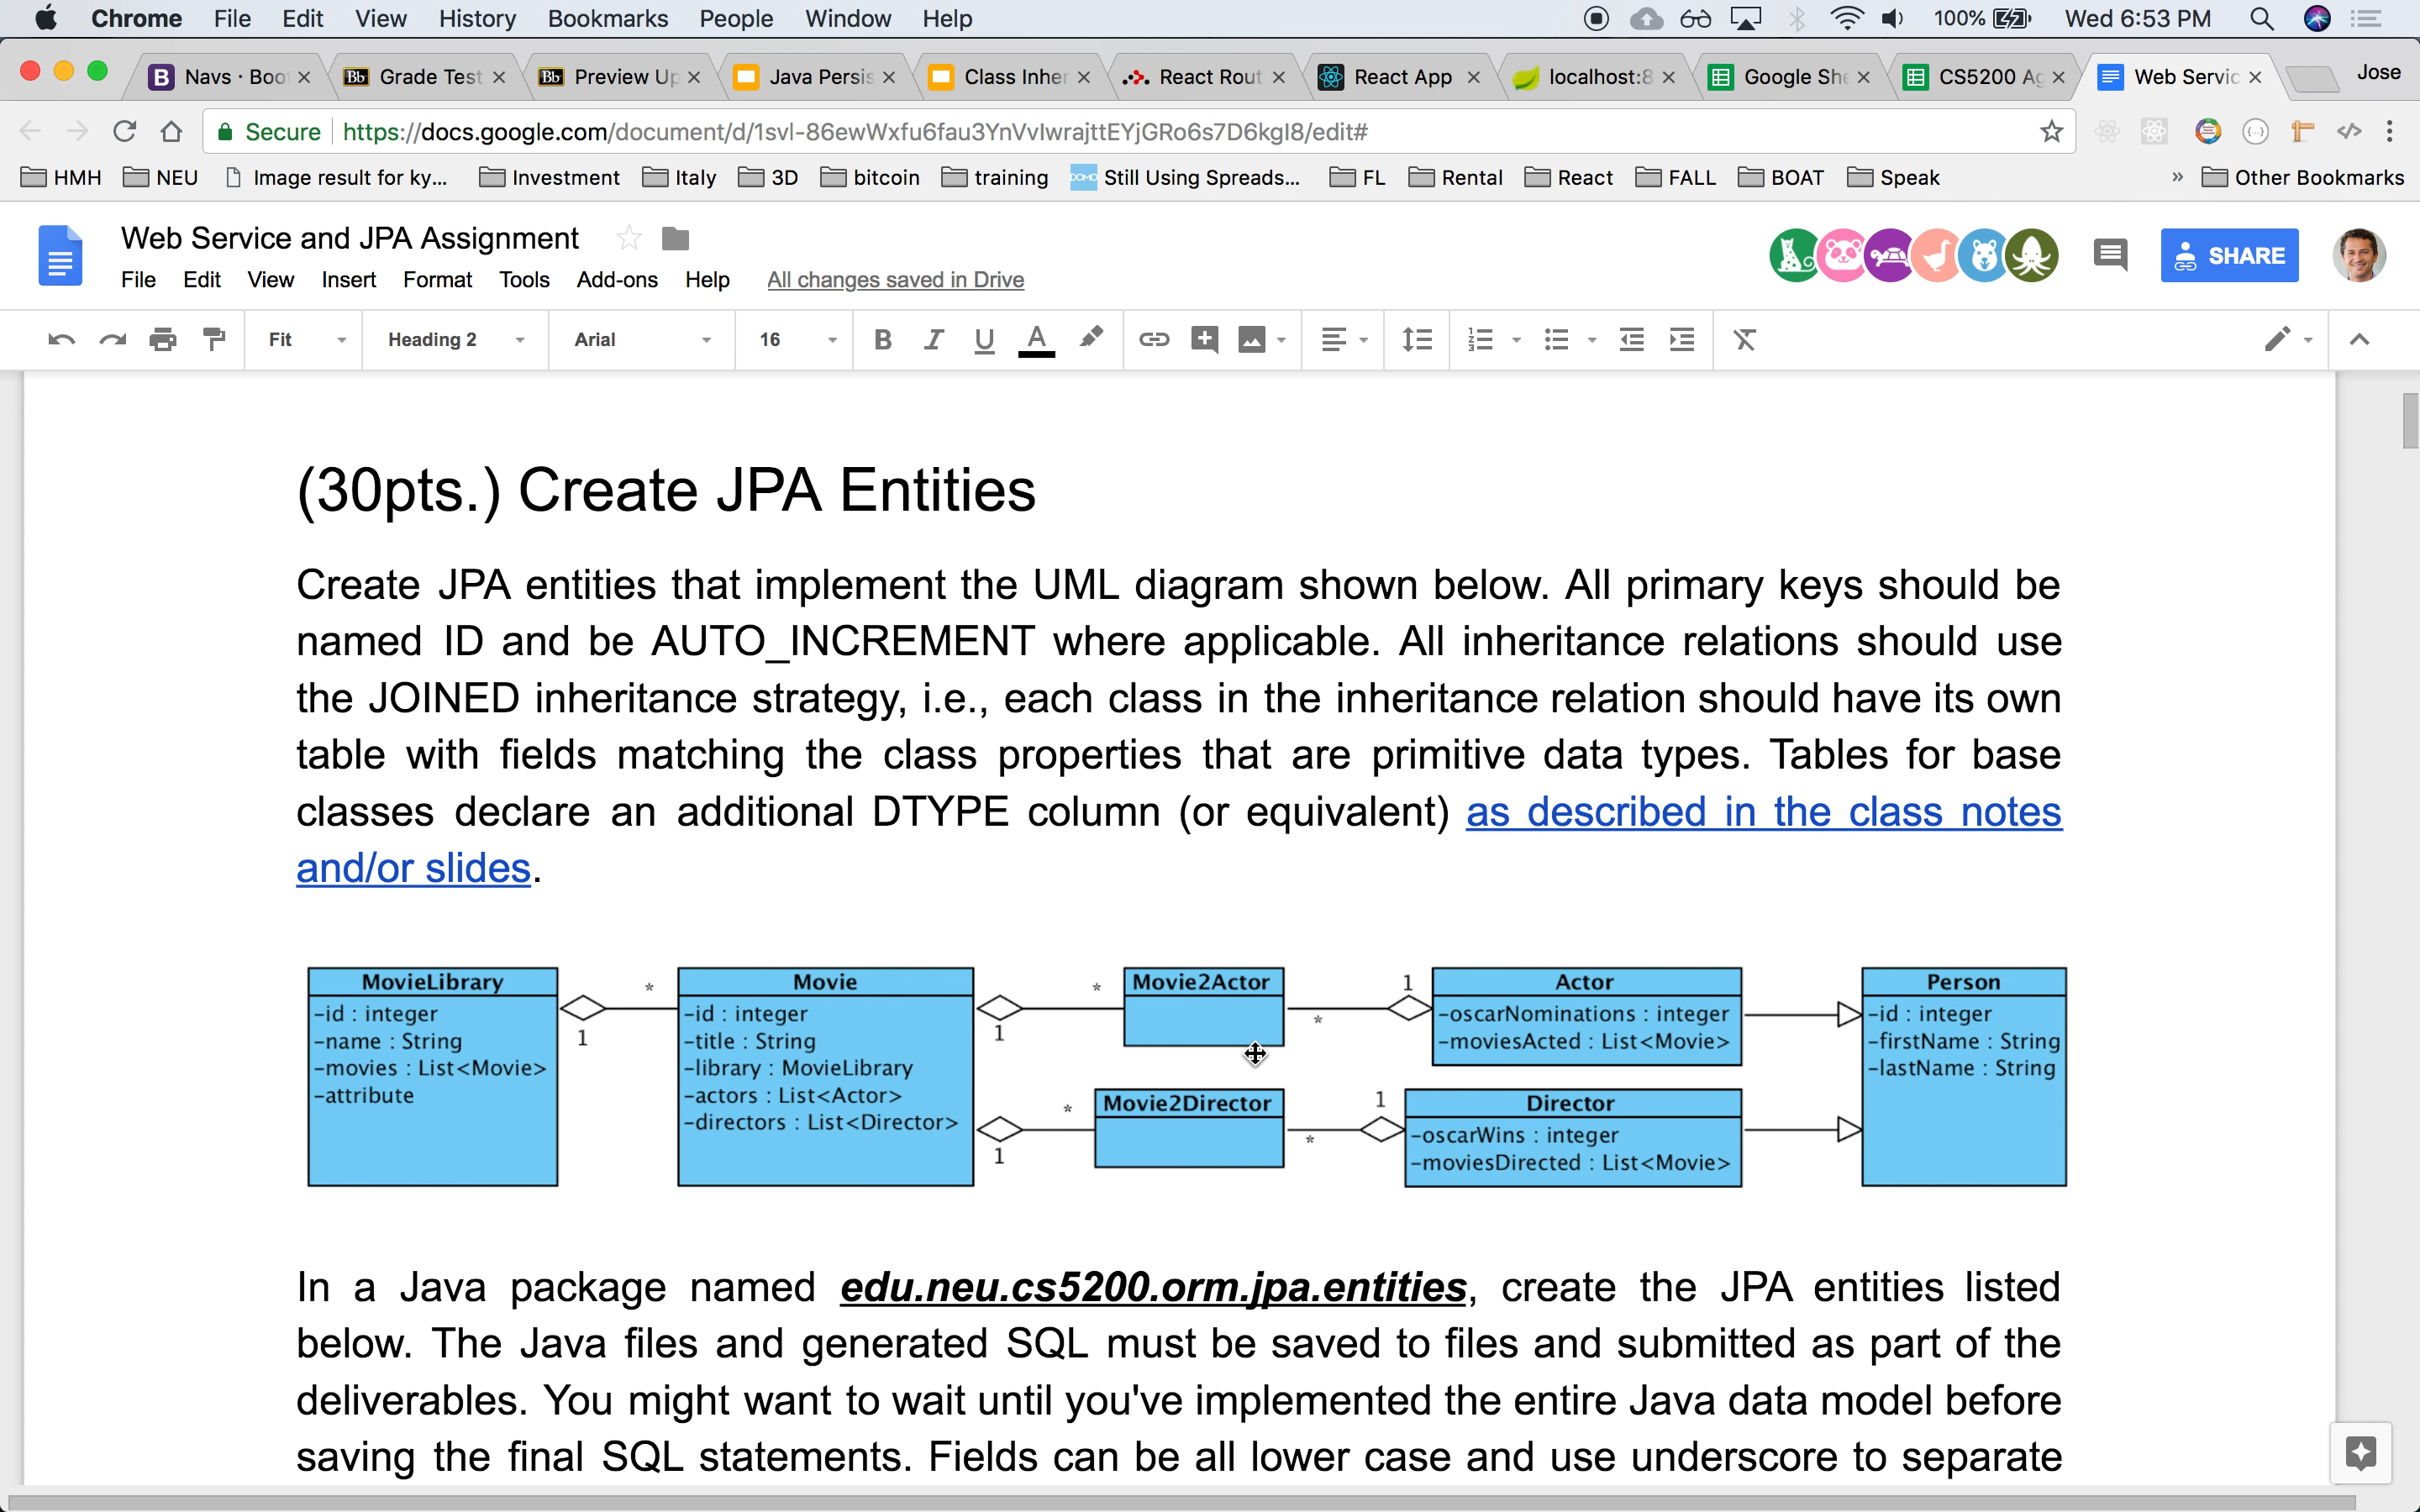 Chrome File Edit View History Bookmarks People Window Help 100% Wed 6:53 PM
Navs · Boo Grade Test Preview Up Java Persis Class Inher React Rout React App localhost:8 Google She CS5200 Ag Web Servic Jose
Secure https://docs.google.com/document/d/1svl-86ewWxfu6fau3YnVvlwrajttEYjGRo6s7D6kgI8/edit#
HMH NEU Image result for ky... Investment Italy 3D bitcoin training DOMO Still Using Spreads... FL Rental React FALL BOAT Speak » Other Bookmarks
Web Service and JPA Assignment
File Edit View Insert Format Tools Add-ons Help All changes saved in Drive
SHARE
Fit Heading 2 Arial 16 B I U A
(30pts.) Create JPA Entities
Create JPA entities that implement the UML diagram shown below. All primary keys should be
named ID and be AUTO_INCREMENT where applicable. All inheritance relations should use
the JOINED inheritance strategy, i.e., each class in the inheritance relation should have its own
table with fields matching the class properties that are primitive data types. Tables for base
classes declare an additional DTYPE column (or equivalent) as described in the class notes
and/or slides.
MovieLibrary
-id : integer
-name : String
-movies : List<Movie>
-attribute
1
*
Movie
-id : integer
-title : String
-library : MovieLibrary
-actors : List<Actor>
-directors : List<Director>
1
*
Movie2Actor
*
1
Actor
-oscarNominations : integer
-moviesActed : List<Movie>
1
*
Movie2Director
*
1
Director
-oscarWins : integer
-moviesDirected : List<Movie>
Person
-id : integer
-firstName : String
-lastName : String
In a Java package named edu.neu.cs5200.orm.jpa.entities, create the JPA entities listed
below. The Java files and generated SQL must be saved to files and submitted as part of the
deliverables. You might want to wait until you've implemented the entire Java data model before
saving the final SQL statements. Fields can be all lower case and use underscore to separate